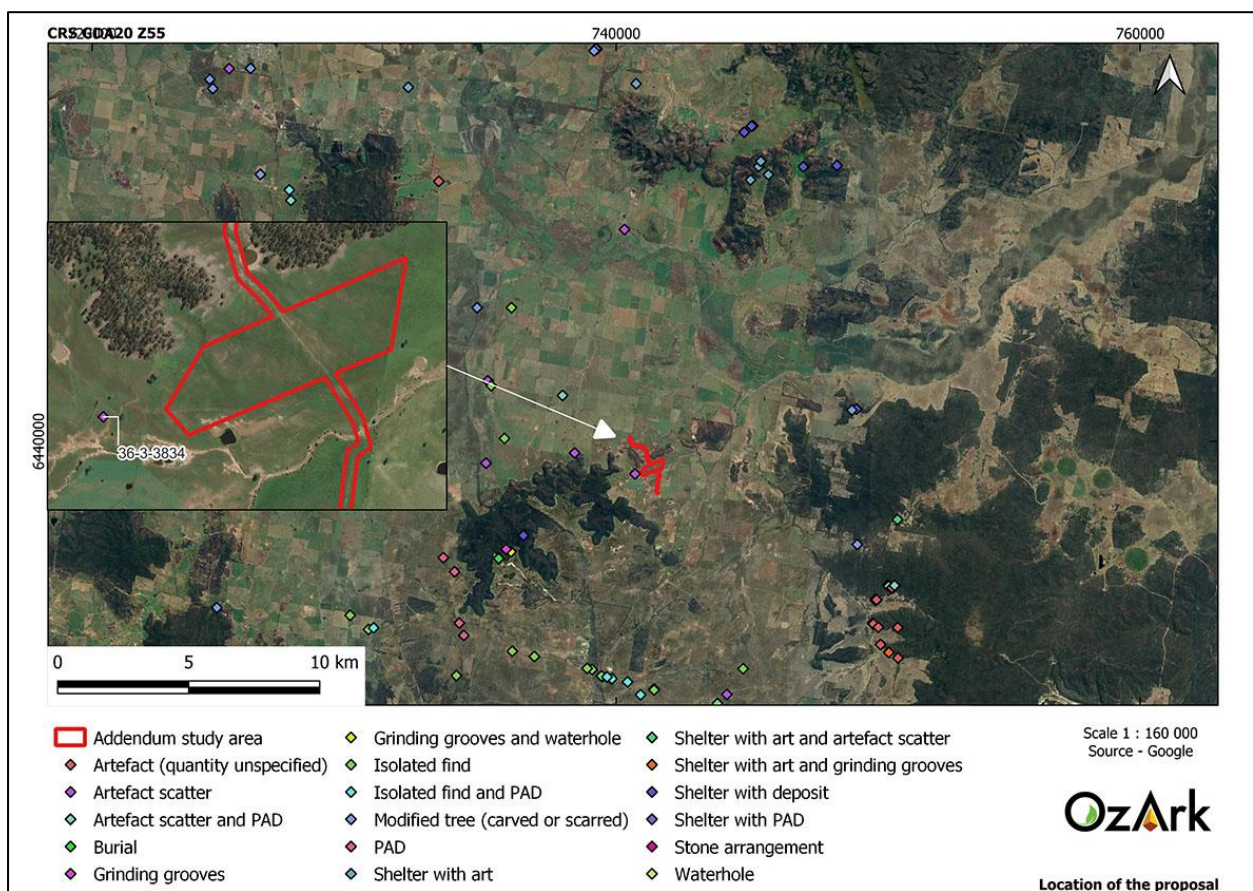 CRS GDA20 Z55
740000
760000
6440000
36-3-3834
0 5 10 km
Addendum study area
Artefact (quantity unspecified)
Artefact scatter
Artefact scatter and PAD
Burial
Grinding grooves
Grinding grooves and waterhole
Isolated find
Isolated find and PAD
Modified tree (carved or scarred)
PAD
Shelter with art
Shelter with art and artefact scatter
Shelter with art and grinding grooves
Shelter with deposit
Shelter with PAD
Stone arrangement
Waterhole
Scale 1 : 160 000
Source - Google
OzArk
Location of the proposal